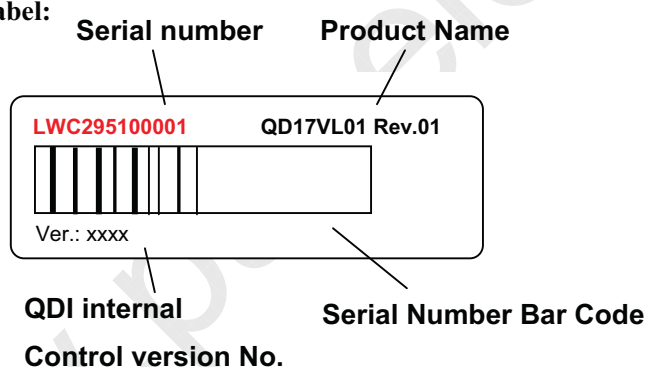 abel:
Serial number Product Name
LWC295100001 QD17VL01 Rev.01
Ver.: xxxx
QDI internal Serial Number Bar Code
Control version No.